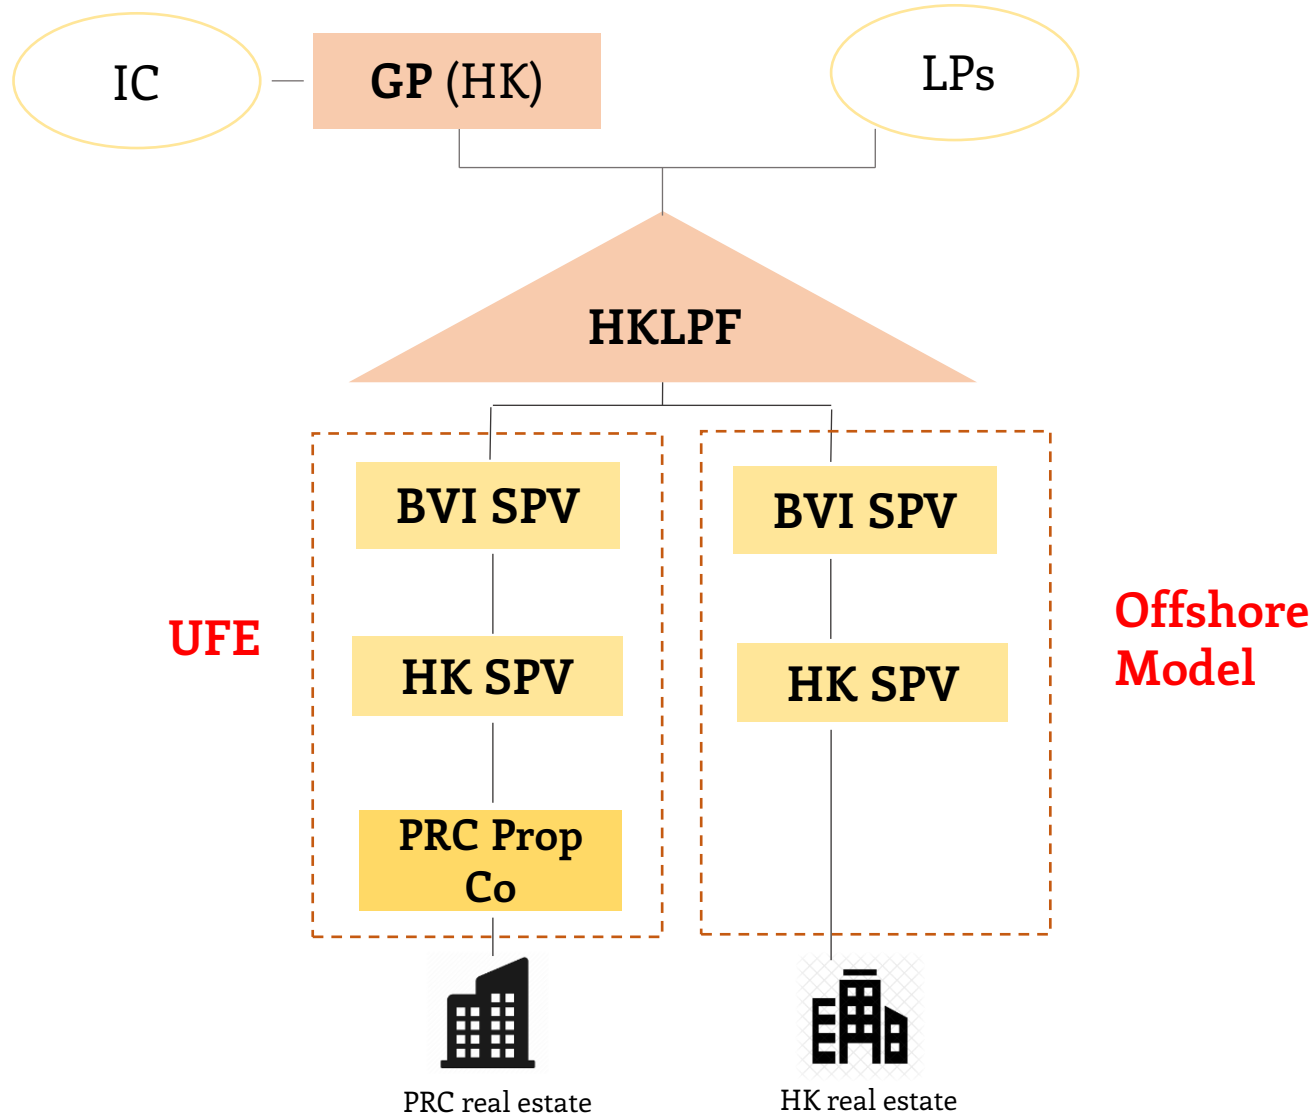 IC
GP (HK)
LPs
HKLPF
BVI SPV
BVI SPV
UFE
HK SPV
HK SPV
Offshore
Model
PRC Prop
Co
PRC real estate
HK real estate